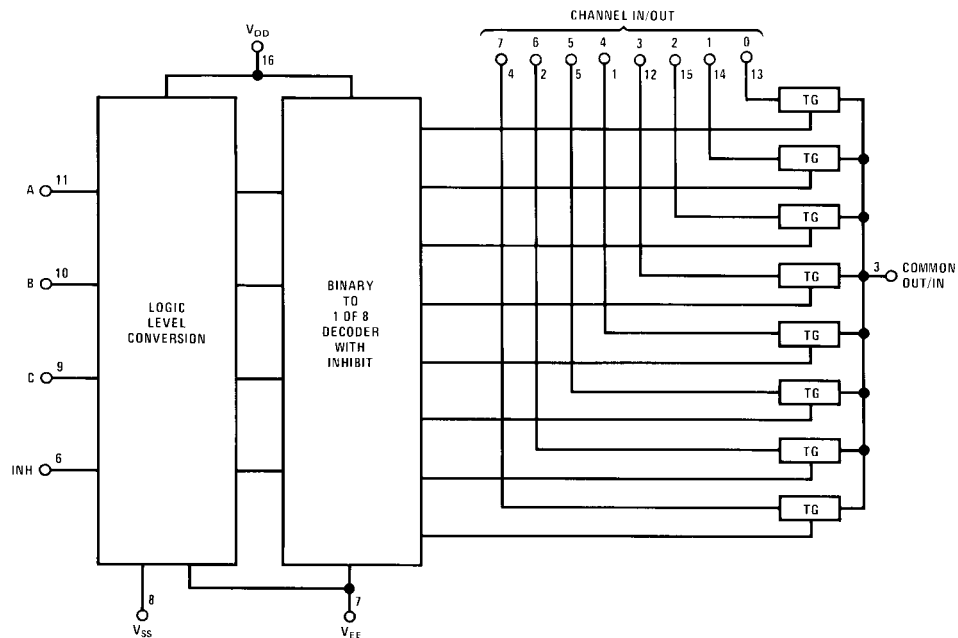 CHANNEL IN/OUT
7 6 5 4 3 2 1 0
4 2 5 1 12 15 14 13
VDD
16
TG
TG
A 11
TG
B 10
TG
3 COMMON
OUT/IN
LOGIC
LEVEL
CONVERSION
BINARY
TO
1 OF 8
DECODER
WITH
INHIBIT
TG
C 9
TG
TG
INH 6
TG
8
VSS
7
VEE